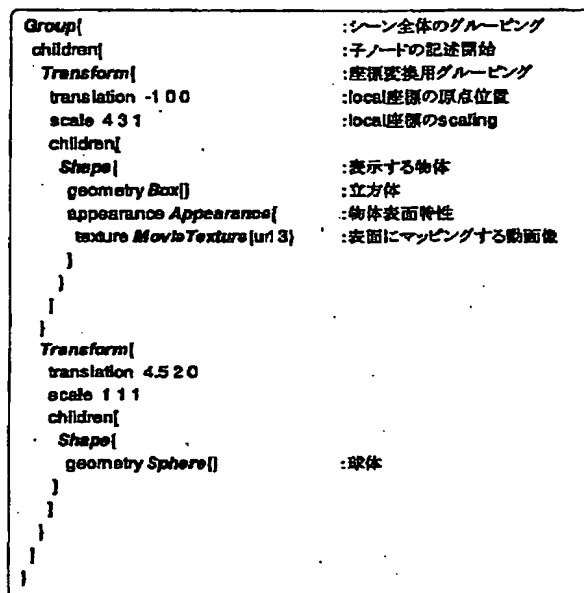 Group{ :シーン全体のグルーピング
children[ :子ノードの記述開始
Transform{ :座標変換用グルーピング
translation -1 0 0 :local座標の原点位置
scale 4 3 1 :local座標のscaling
children[
Shape{ :表示する物体
geometry Box{} :立方体
appearance Appearance{ :物体表面特性
texture MovieTexture{url 3} :表面にマッピングする動画像
}
}
]
}
Transform{
translation 4.5 2 0
scale 1 1 1
children[
Shape{
geometry Sphere{} :球体
}
]
}
]
}